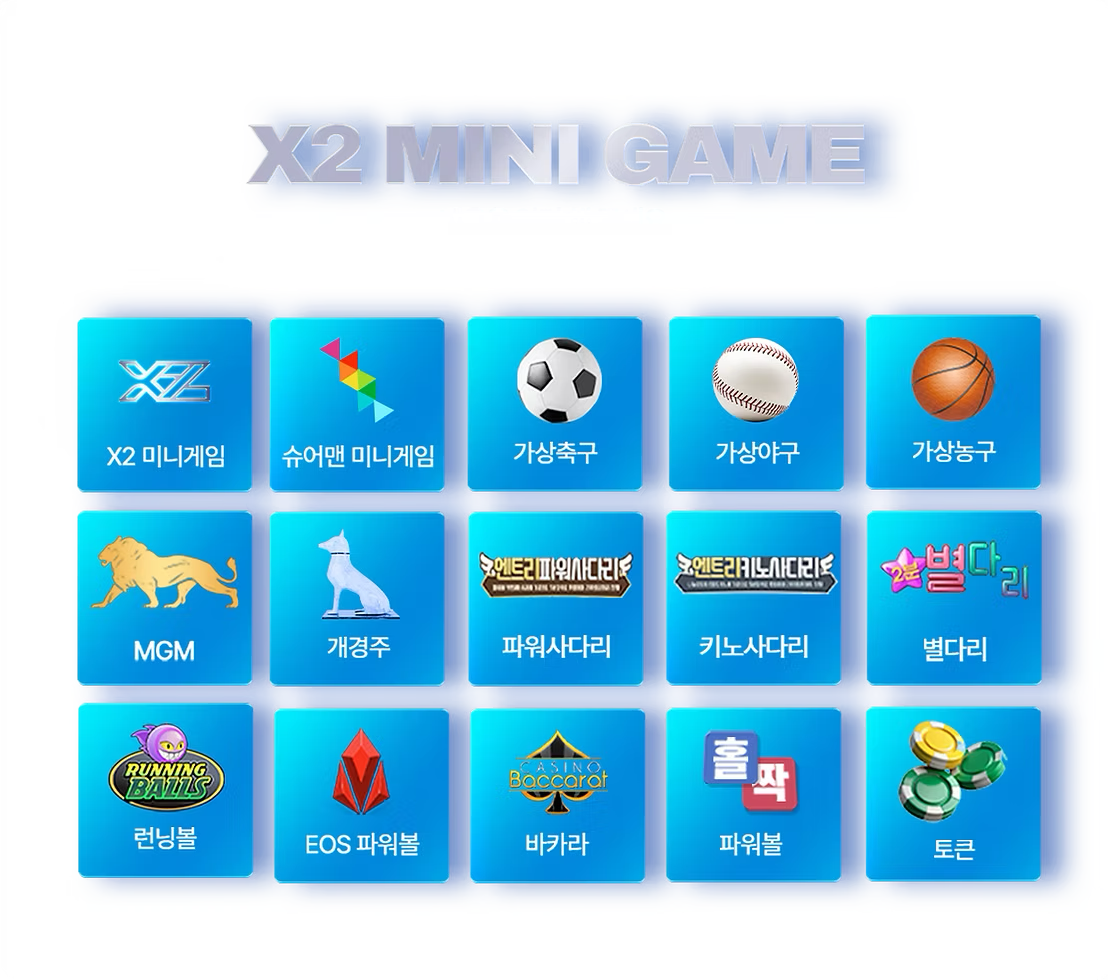 X2 MINI GAME
X2
X2 미니게임
슈어맨 미니게임
가상축구
가상야구
가상농구
MGM
개경주
엔트리파워사다리
파워사다리
엔트리키노사다리
키노사다리
2분 별다리
별다리
RUNNING
BALLS
런닝볼
EOS 파워볼
CASINO
Baccarat
바카라
홀
짝
파워볼
토큰